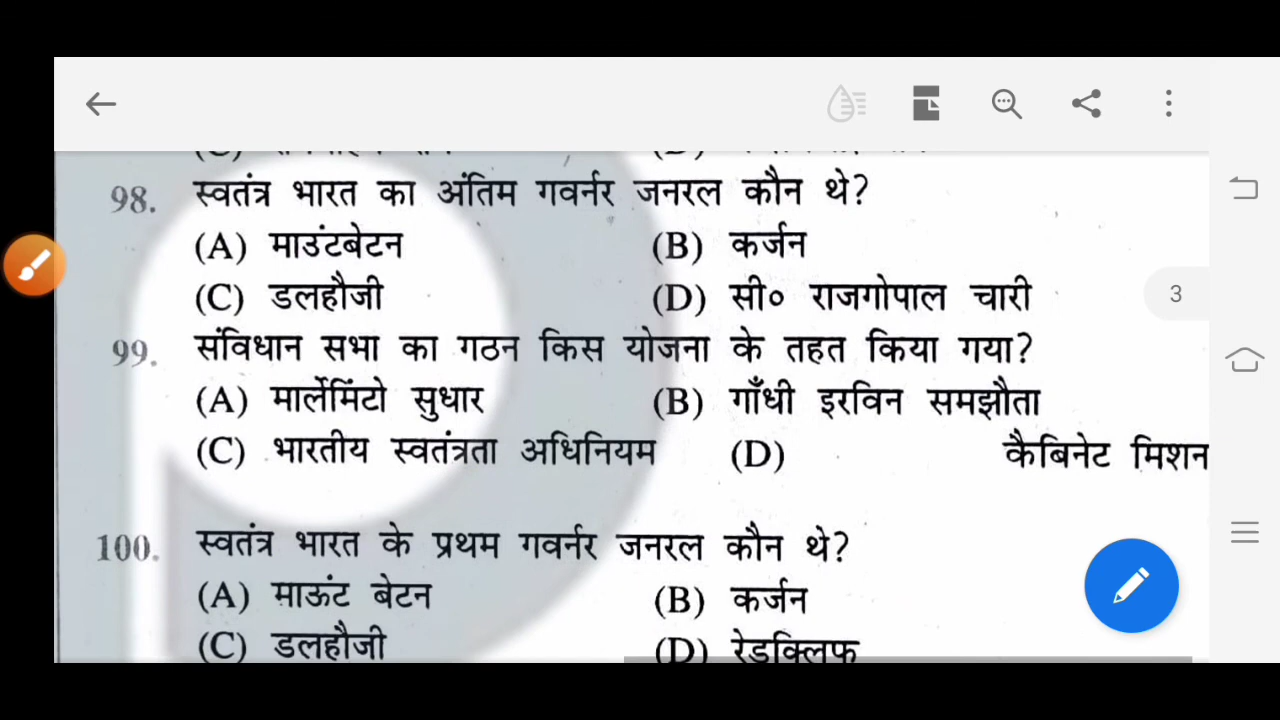 98. स्वतंत्र भारत का अंतिम गवर्नर जनरल कौन थे?
(A) माउंटबेटन (B) कर्जन
(C) डलहौजी (D) सी० राजगोपाल चारी
3
99. संविधान सभा का गठन किस योजना के तहत किया गया?
(A) मार्लेमिंटो सुधार (B) गाँधी इरविन समझौता
(C) भारतीय स्वतंत्रता अधिनियम (D) कैबिनेट मिशन
100. स्वतंत्र भारत के प्रथम गवर्नर जनरल कौन थे?
(A) माऊंट बेटन (B) कर्जन
(C) डलहौजी (D) रेडक्लिफ